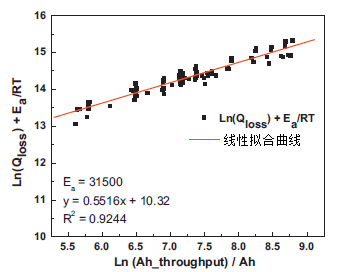 Ln(Q_loss) + E_a/RT
16
15
14
13
12
11
10
Ln(Q_loss) + E_a/RT
线性拟合曲线
E_a = 31500
y = 0.5516x + 10.32
R² = 0.9244
5.5 6.0 6.5 7.0 7.5 8.0 8.5 9.0
Ln (Ah_throughput) / Ah